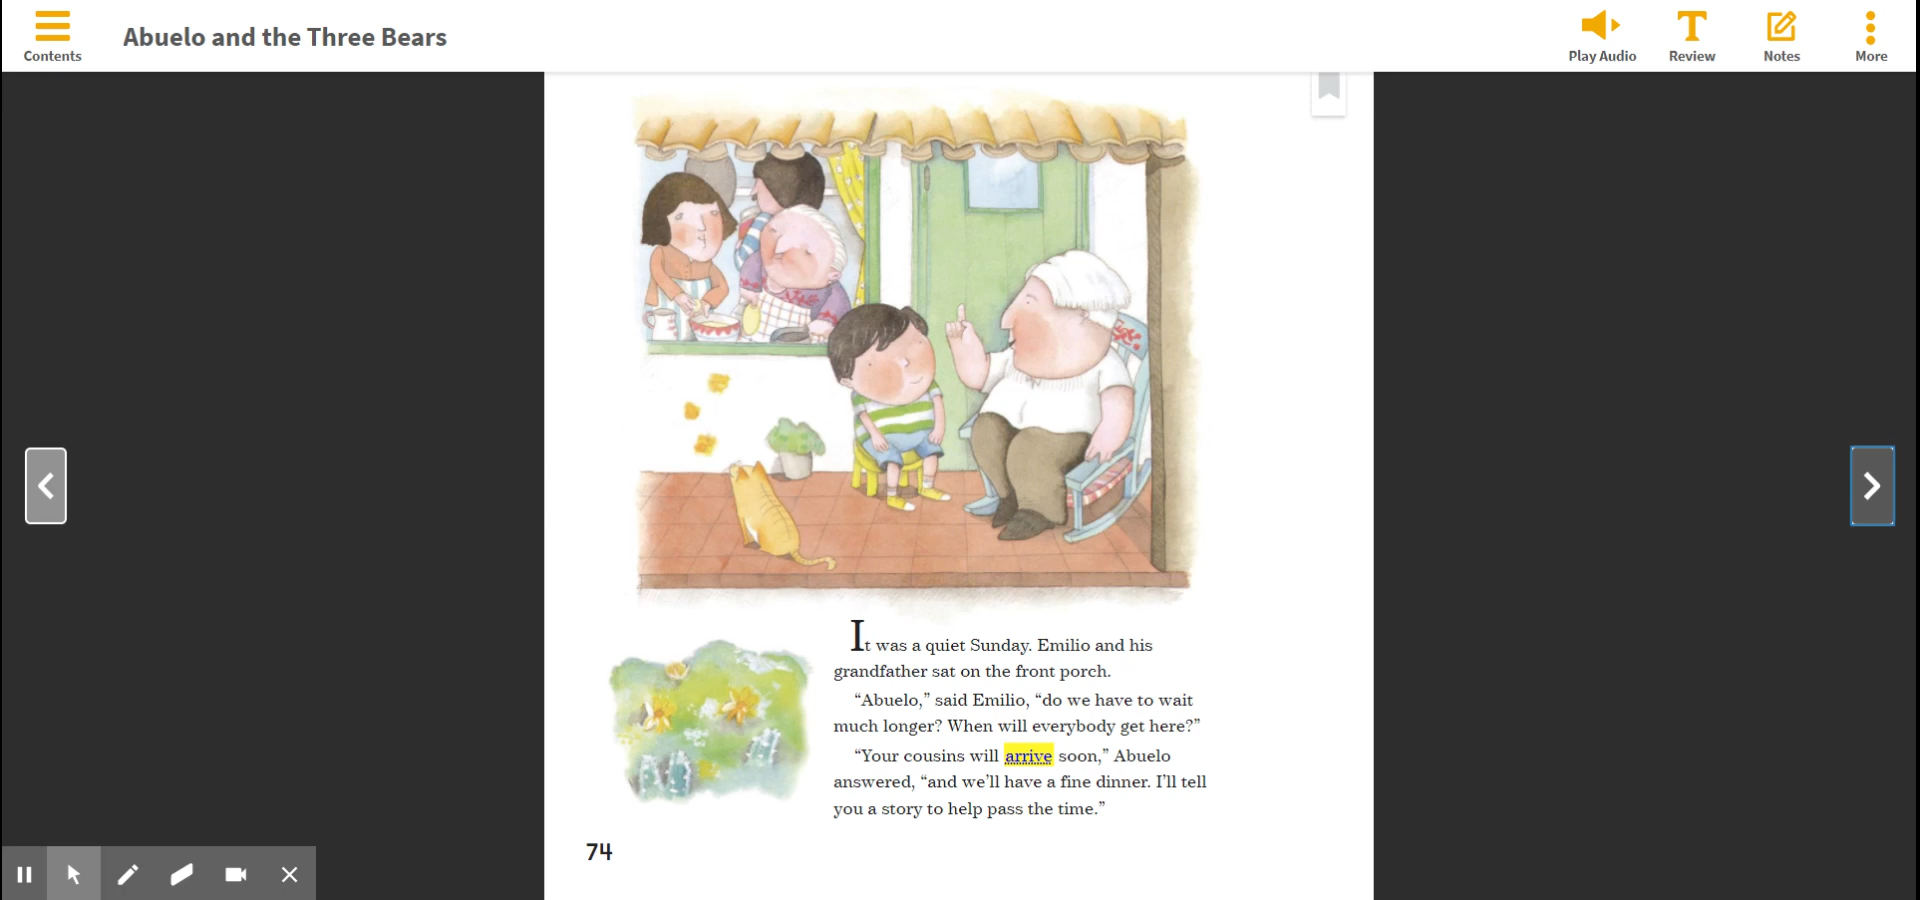 Contents
Abuelo and the Three Bears
Play Audio
Review
Notes
More
It was a quiet Sunday. Emilio and his
grandfather sat on the front porch.
“Abuelo,” said Emilio, “do we have to wait
much longer? When will everybody get here?”
“Your cousins will arrive soon,” Abuelo
answered, “and we’ll have a fine dinner. I’ll tell
you a story to help pass the time.”
74